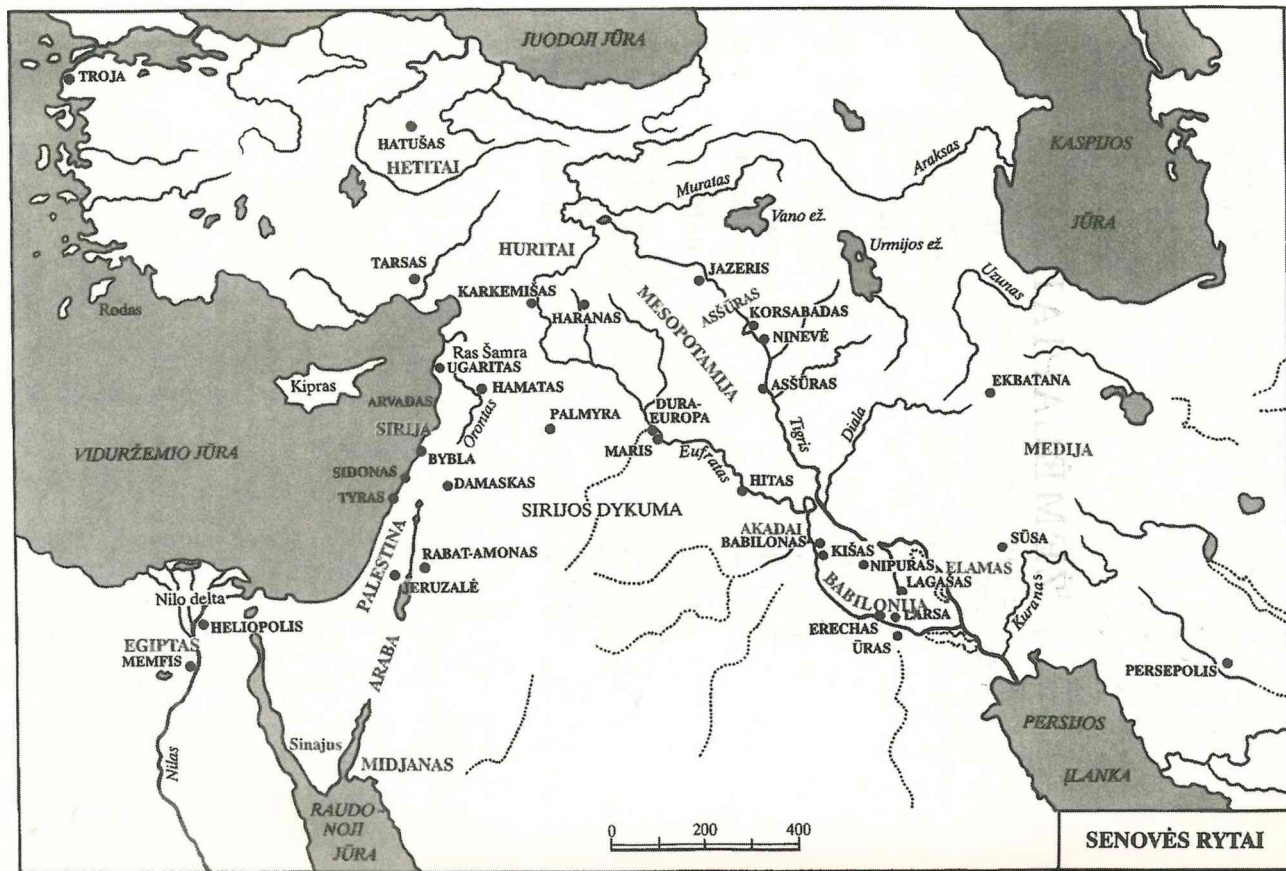 JUODOJI JŪRA
TROJA
HATUŠAS
HETITAI
KASPIJOS
JŪRA
Araksas
Muratas
Vano ež.
Urmijos ež.
HURITAI
TARSAS
JAZERIS
Uzunas
KARKEMIŠAS
HARANAS
MESOPOTAMIJA
AŠŠŪRAS
KORSABADAS
NINEVĖ
Rodas
Ras Šamra
UGARITAS
Kipras
HAMATAS
AŠŠŪRAS
EKBATANA
ARVADAS
SIRIJA
Orontas
PALMYRA
DURA-
EUROPA
MARIS
Eufratas
Tigris
Diala
MEDIJA
VIDURŽEMIO JŪRA
BYBLA
SIDONAS
DAMASKAS
TYRAS
HITAS
SIRIJOS DYKUMA
AKADAI
BABILONAS
KIŠAS
NIPURAS
SŪSA
ELAMAS
LAGAŠAS
PALESTINA
RABAT-AMONAS
JERUZALĖ
BABILONIJA
LARSA
Kuranas
ERECHAS
ŪRAS
Nilo delta
HELIOPOLIS
EGIPTAS
MEMFIS
ARABA
PERSEPOLIS
Nilas
Sinajus
MIDJANAS
PERSIJOS
ĮLANKA
RAUDO-
NOJI
JŪRA
0 200 400
SENOVĖS RYTAI